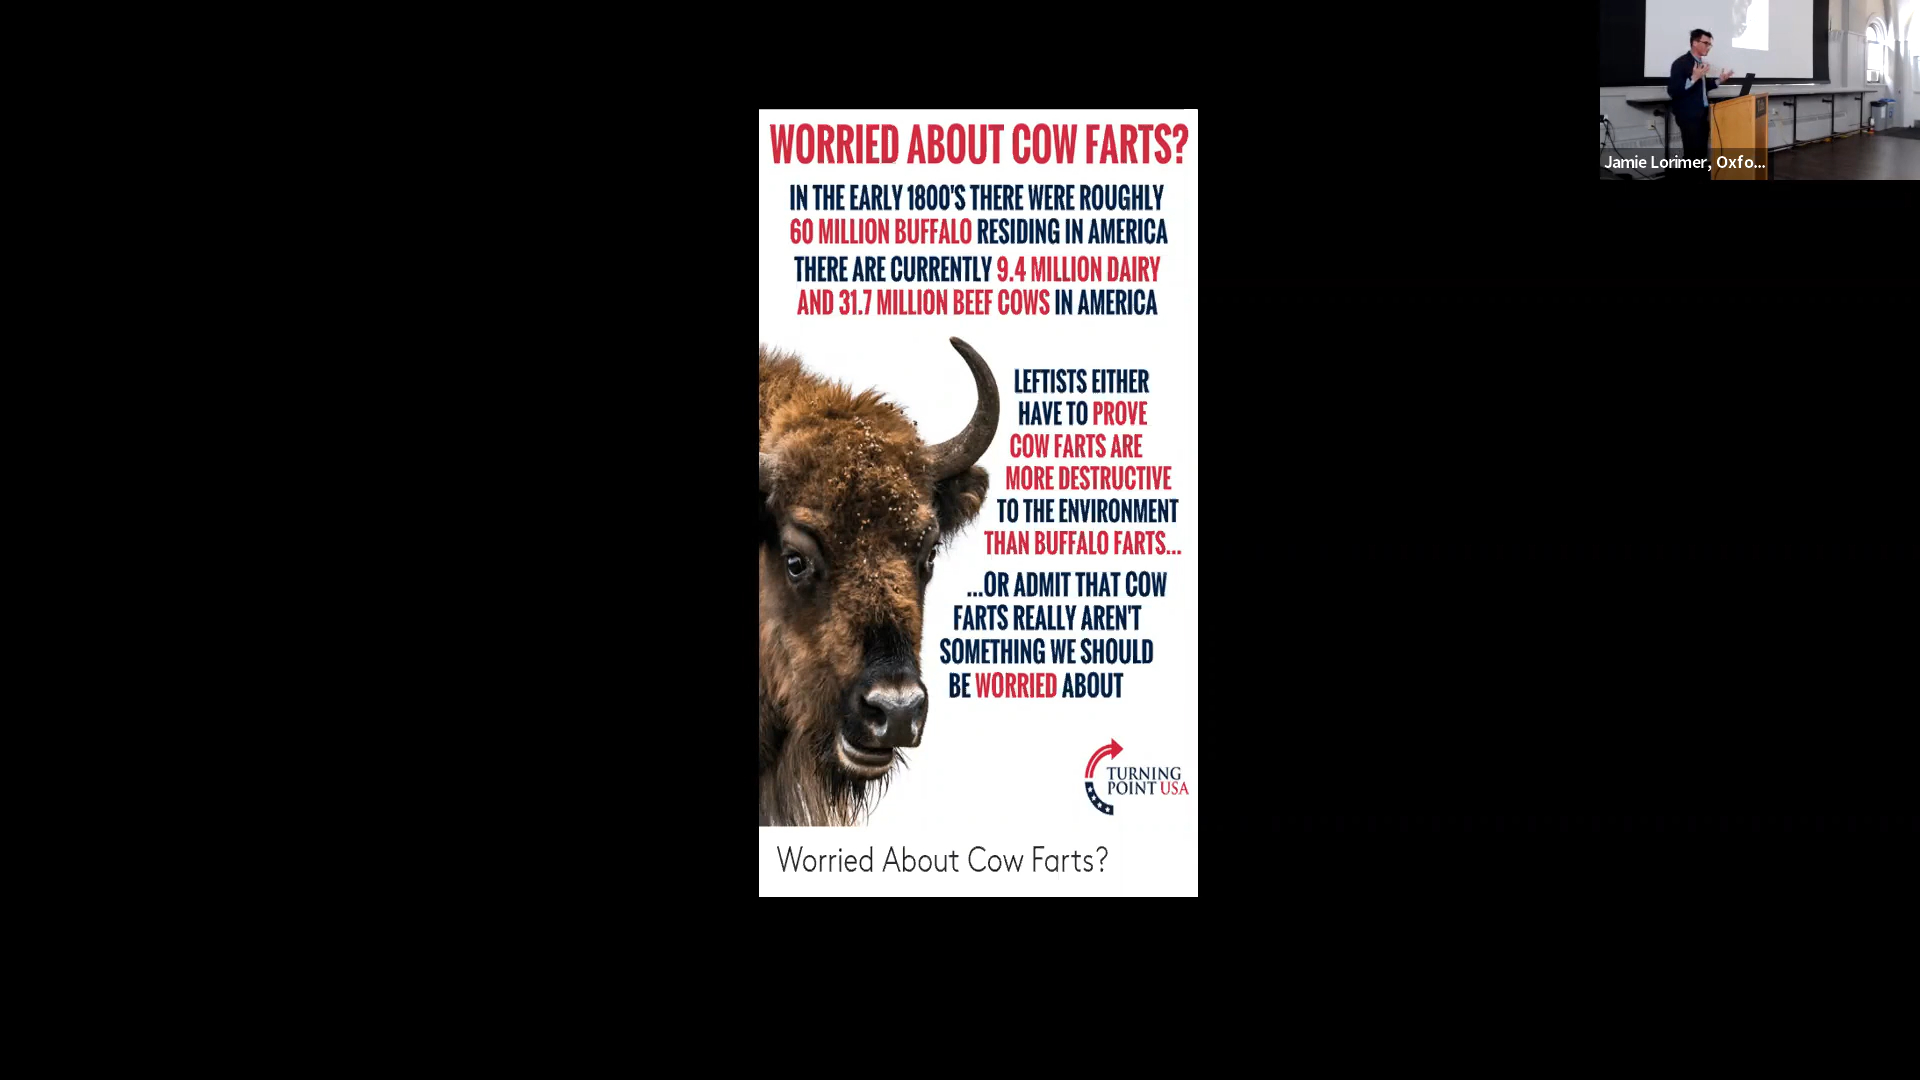 WORRIED ABOUT COW FARTS?
IN THE EARLY 1800'S THERE WERE ROUGHLY
60 MILLION BUFFALO RESIDING IN AMERICA
THERE ARE CURRENTLY 9.4 MILLION DAIRY
AND 31.7 MILLION BEEF COWS IN AMERICA
LEFTISTS EITHER
HAVE TO PROVE
COW FARTS ARE
MORE DESTRUCTIVE
TO THE ENVIRONMENT
THAN BUFFALO FARTS...
...OR ADMIT THAT COW
FARTS REALLY AREN'T
SOMETHING WE SHOULD
BE WORRIED ABOUT
TURNING
POINT USA
Worried About Cow Farts?
Jamie Lorimer, Oxfo...